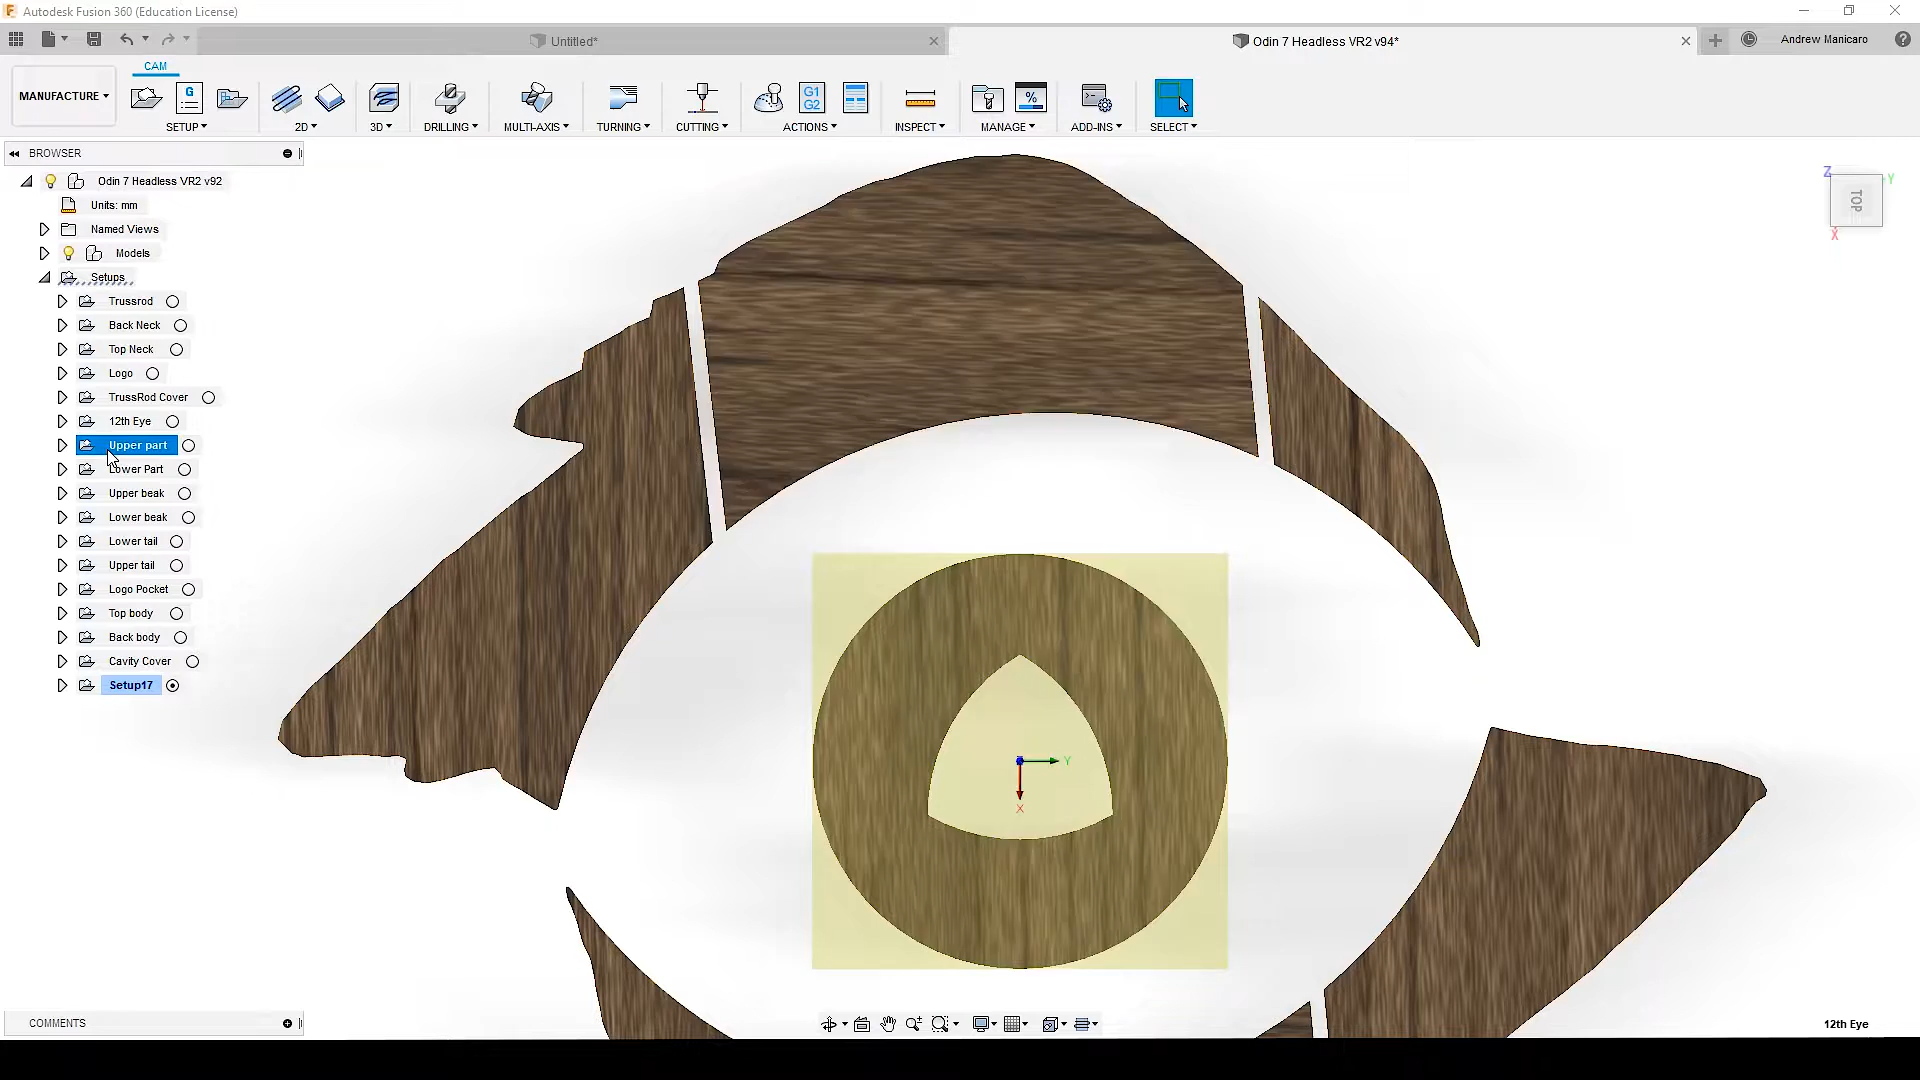 Autodesk Fusion 360 (Education License)
Untitled*
Odin 7 Headless VR2 v94*
Andrew Manicaro
MANUFACTURE
CAM
SETUP
2D
3D
DRILLING
MULTI-AXIS
TURNING
CUTTING
G1
G2
ACTIONS
INSPECT
%
MANAGE
ADD-INS
SELECT
BROWSER
Odin 7 Headless VR2 v92
Units: mm
Named Views
Models
Setups
Trussrod
Back Neck
Top Neck
Logo
TrussRod Cover
12th Eye
Upper part
Lower Part
Upper beak
Lower beak
Lower tail
Upper tail
Logo Pocket
Top body
Back body
Cavity Cover
Setup17
Z
Y
TOP
X
Y
X
COMMENTS
12th Eye